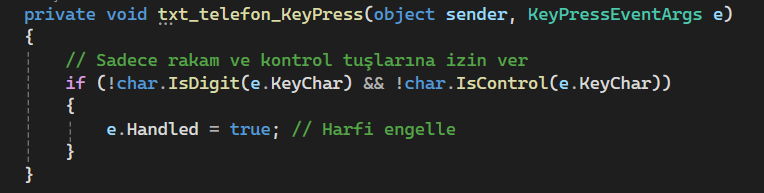 private void txt_telefon_KeyPress(object sender, KeyPressEventArgs e)
{
    // Sadece rakam ve kontrol tuşlarına izin ver
    if (!char.IsDigit(e.KeyChar) && !char.IsControl(e.KeyChar))
    {
        e.Handled = true; // Harfi engelle
    }
}